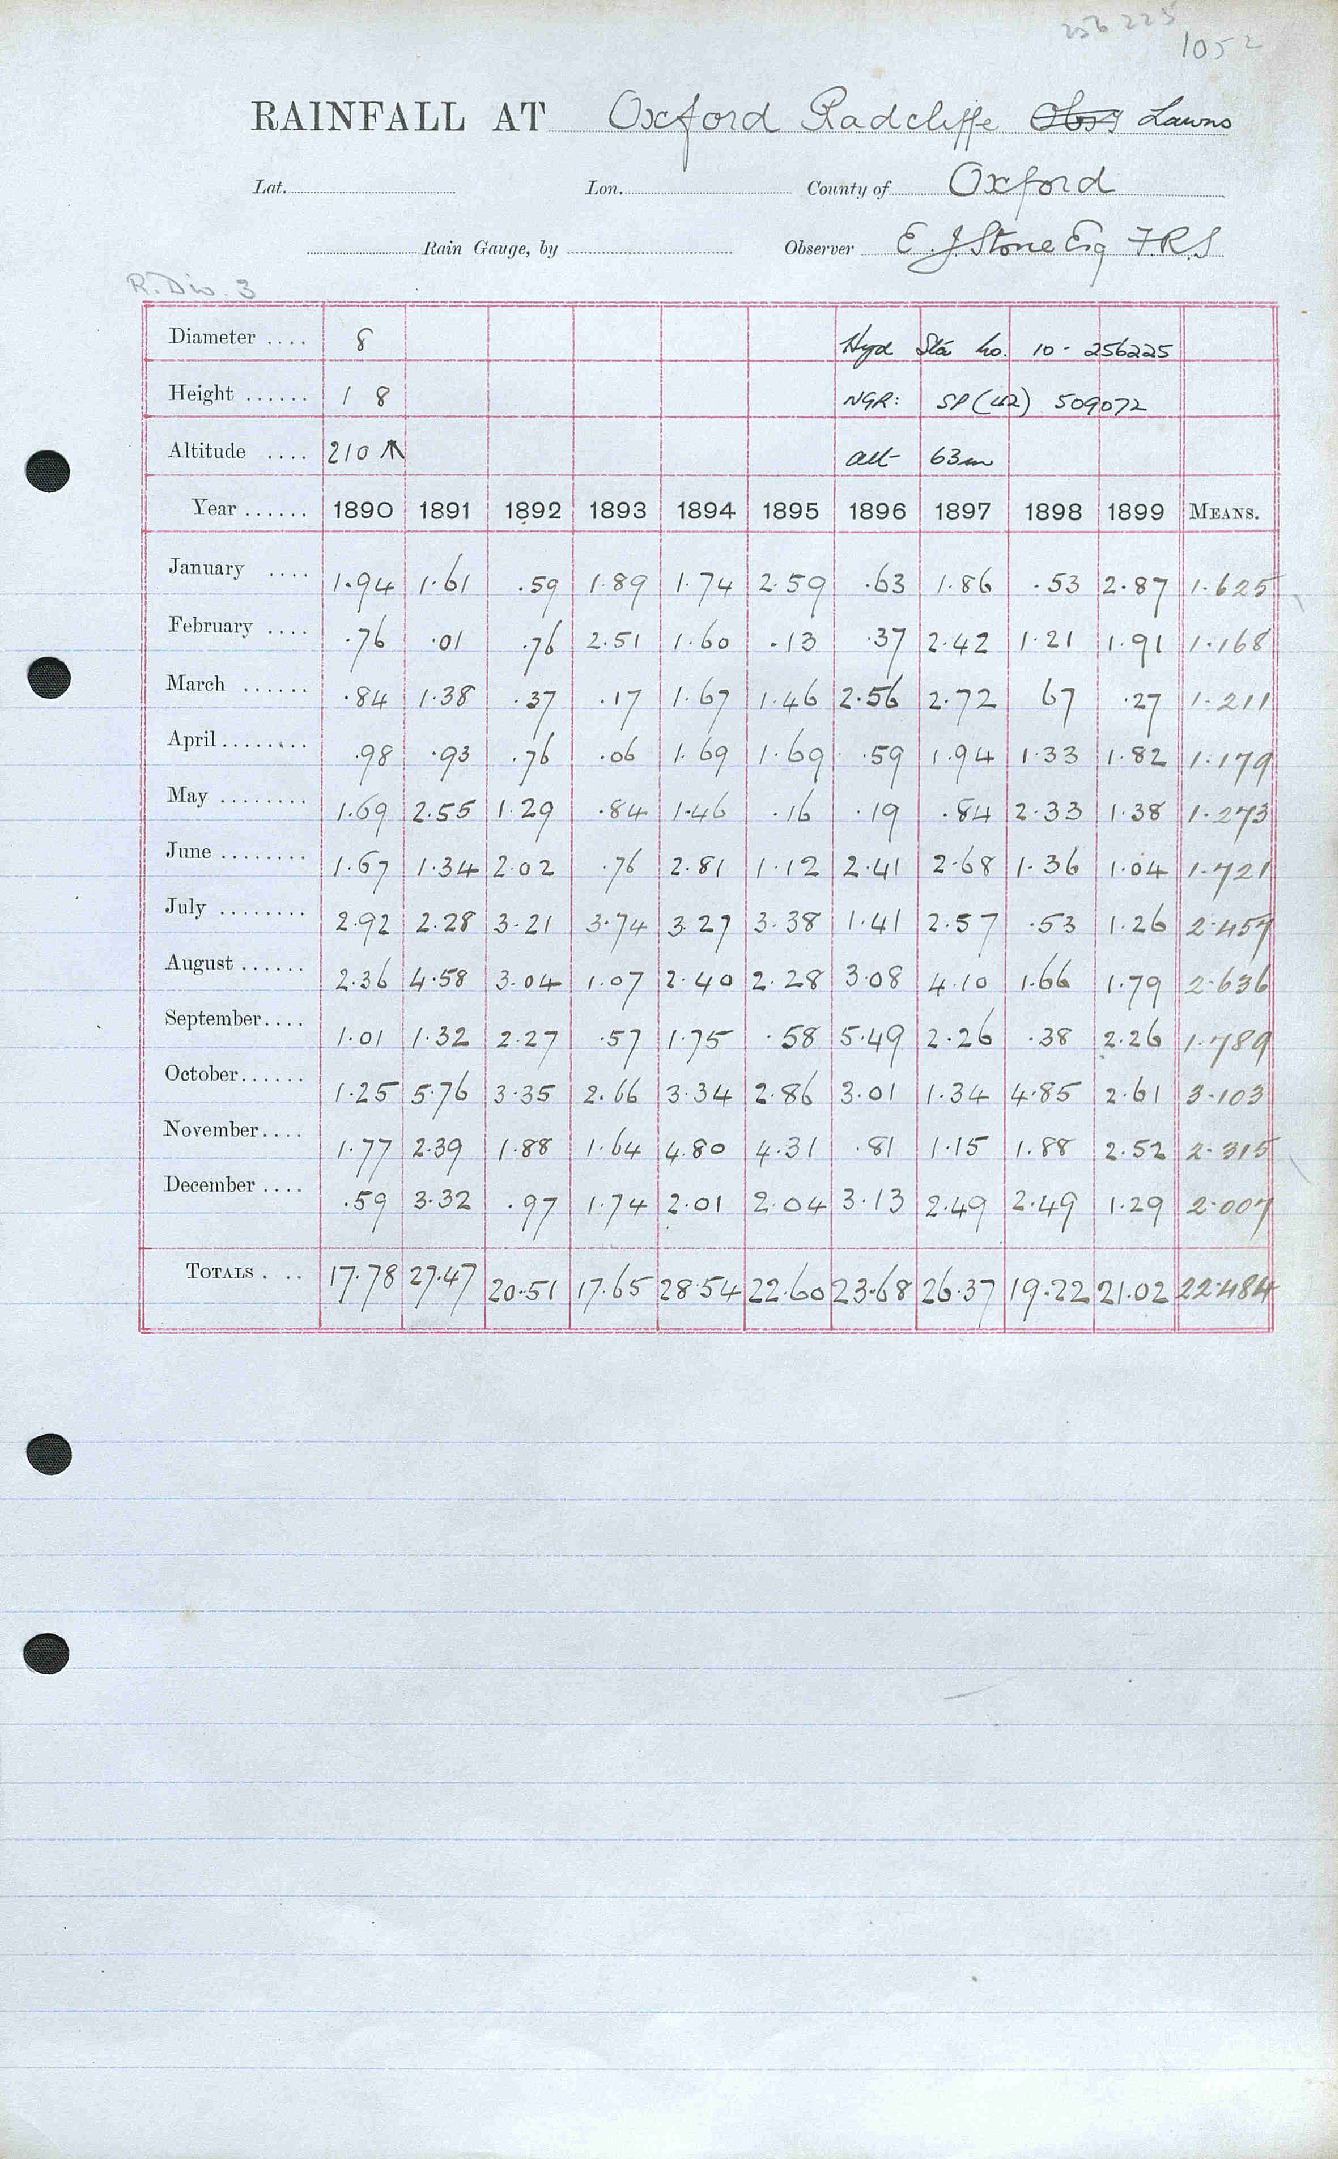 256225
1052
RAINFALL AT Oxford Radcliffe Obsy Lawns
Lat. Lon. County of Oxford
Rain Gauge, by Observer E. J Stone Esq F.R.S
R. Div. 3
Diameter .... 8 Hyd Sta No. 10 - 256225
Height ...... 1 8 NGR: SP (42) 509072
Altitude .... 210 ↑ alt 63m
Year ...... 1890 1891 1892 1893 1894 1895 1896 1897 1898 1899 MEANS.
January .... 1.94 1.61 .59 1.89 1.74 2.59 .63 1.86 .53 2.87 1.625
February .... .76 .01 .76 2.51 1.60 .13 .37 2.42 1.21 1.91 1.168
March ...... .84 1.38 .37 .17 1.67 1.46 2.56 2.72 67 .27 1.211
April ........ .98 .93 .76 .06 1.69 1.69 .59 1.94 1.33 1.82 1.179
May ........ 1.69 2.55 1.29 .84 1.46 .16 .19 .84 2.33 1.38 1.273
June ........ 1.67 1.34 2.02 .76 2.81 1.12 2.41 2.68 1.36 1.04 1.721
July ........ 2.92 2.28 3.21 3.74 3.27 3.38 1.41 2.57 .53 1.26 2.457
August ...... 2.36 4.58 3.04 1.07 2.40 2.28 3.08 4.10 1.66 1.79 2.636
September .... 1.01 1.32 2.27 .57 1.75 .58 5.49 2.26 .38 2.26 1.789
October ...... 1.25 5.76 3.35 2.66 3.34 2.86 3.01 1.34 4.85 2.61 3.103
November .... 1.77 2.39 1.88 1.64 4.80 4.31 .81 1.15 1.88 2.52 2.315
December .... .59 3.32 .97 1.74 2.01 2.04 3.13 2.49 2.49 1.29 2.007
TOTALS . .. 17.78 27.47 20.51 17.65 28.54 22.60 23.68 26.37 19.22 21.02 22.484